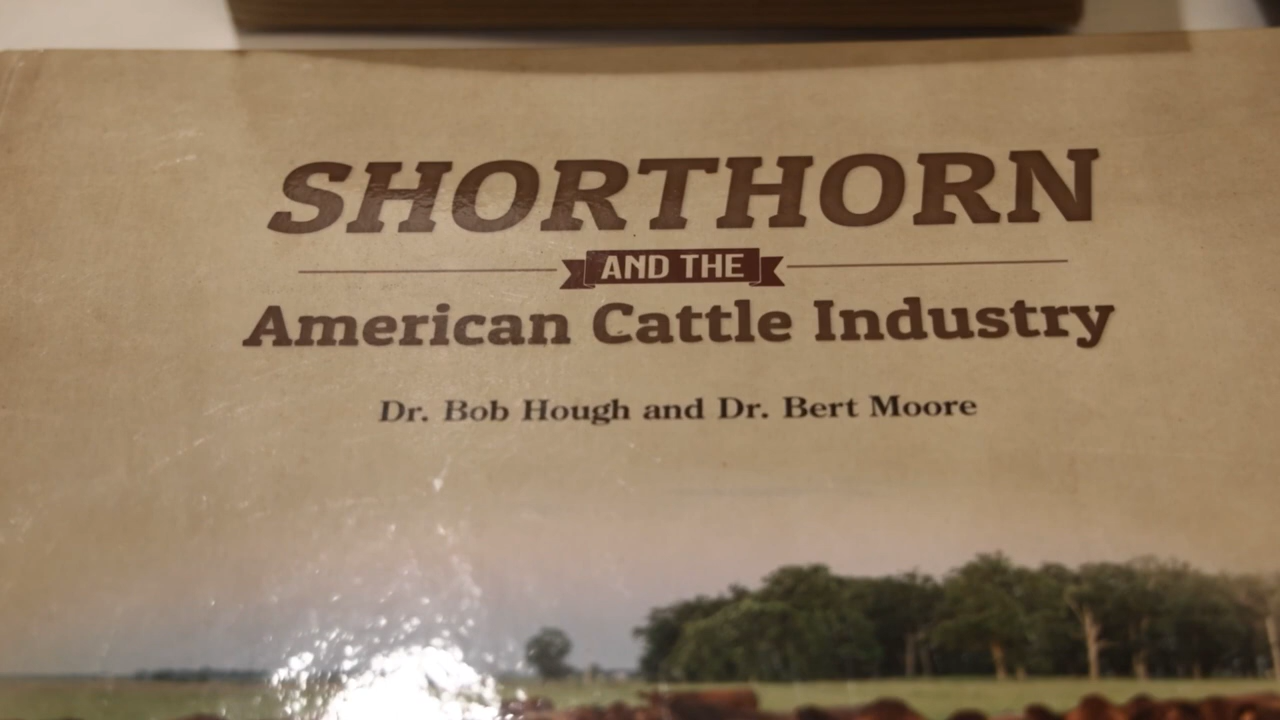 SHORTHORN
AND THE
American Cattle Industry
Dr. Bob Hough and Dr. Bert Moore